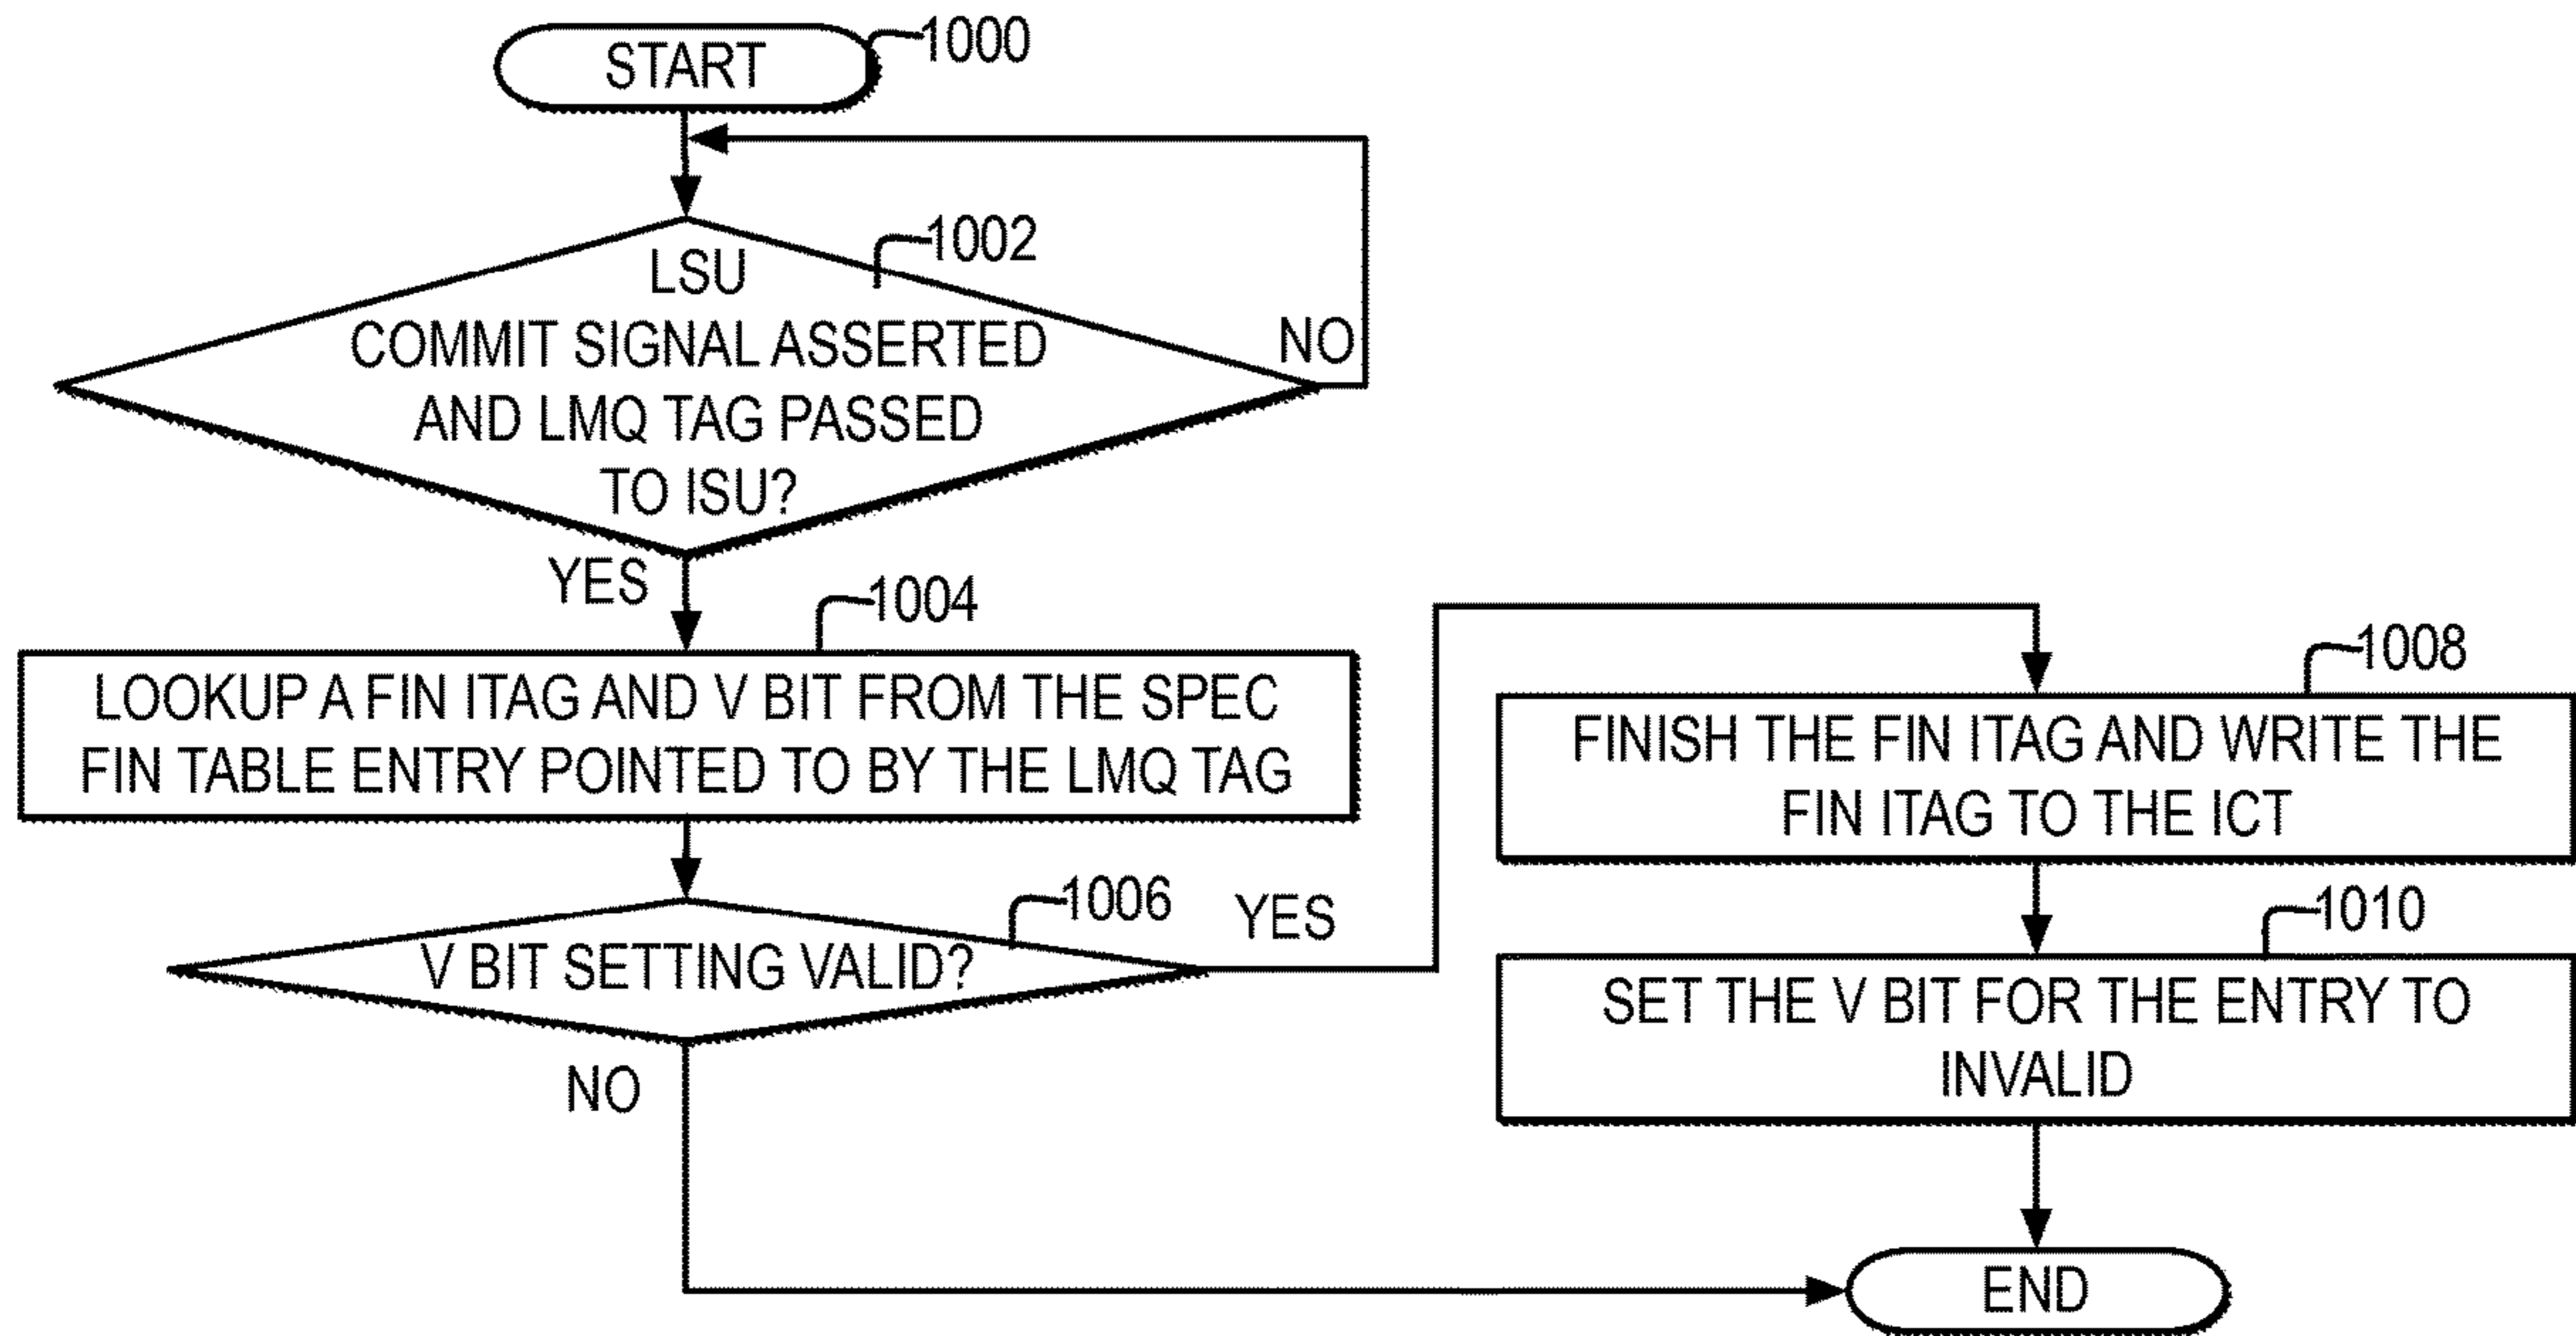 START
1000
1002
LSU
COMMIT SIGNAL ASSERTED
AND LMQ TAG PASSED
TO ISU?
NO
YES
1004
LOOKUP A FIN ITAG AND V BIT FROM THE SPEC
FIN TABLE ENTRY POINTED TO BY THE LMQ TAG
1006
V BIT SETTING VALID?
YES
NO
1008
FINISH THE FIN ITAG AND WRITE THE
FIN ITAG TO THE ICT
1010
SET THE V BIT FOR THE ENTRY TO
INVALID
END